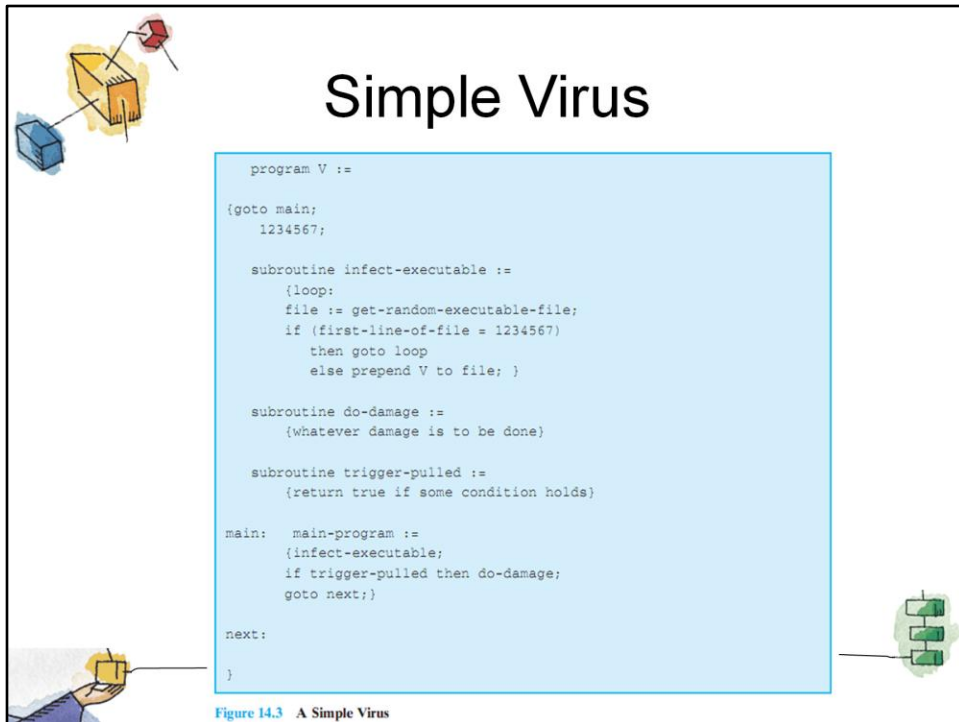 Simple Virus
program V :=
{goto main;
1234567;
subroutine infect-executable :=
{loop:
file := get-random-executable-file;
if (first-line-of-file = 1234567)
then goto loop
else prepend V to file; }
subroutine do-damage :=
{whatever damage is to be done}
subroutine trigger-pulled :=
{return true if some condition holds}
main: main-program :=
{infect-executable;
if trigger-pulled then do-damage;
goto next;}
next:
}
Figure 14.3 A Simple Virus